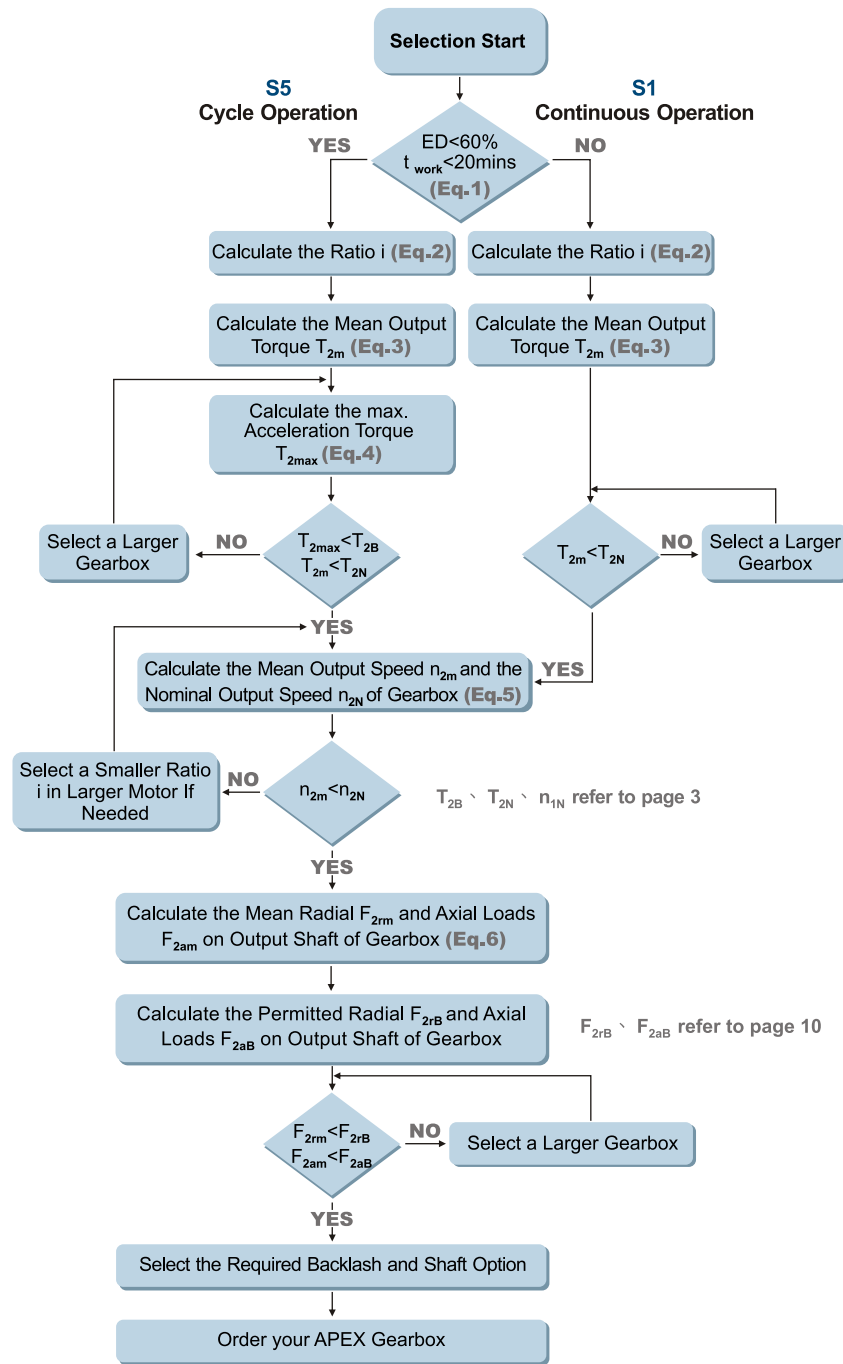 Selection Start
S5
Cycle Operation
S1
Continuous Operation
YES
ED<60%
t work<20mins
(Eq.1)
NO
Calculate the Ratio i (Eq.2)
Calculate the Ratio i (Eq.2)
Calculate the Mean Output
Torque T2m (Eq.3)
Calculate the Mean Output
Torque T2m (Eq.3)
Calculate the max.
Acceleration Torque
T2max (Eq.4)
Select a Larger
Gearbox
NO
T2max<T2B
T2m<T2N
T2m<T2N
NO
Select a Larger
Gearbox
YES
Calculate the Mean Output Speed n2m and the
Nominal Output Speed n2N of Gearbox (Eq.5)
YES
Select a Smaller Ratio
i in Larger Motor If
Needed
NO
n2m<n2N
T2B、T2N、n1N refer to page 3
YES
Calculate the Mean Radial F2rm and Axial Loads
F2am on Output Shaft of Gearbox (Eq.6)
Calculate the Permitted Radial F2rB and Axial
Loads F2aB on Output Shaft of Gearbox
F2rB、F2aB refer to page 10
F2rm<F2rB
F2am<F2aB
NO
Select a Larger Gearbox
YES
Select the Required Backlash and Shaft Option
Order your APEX Gearbox